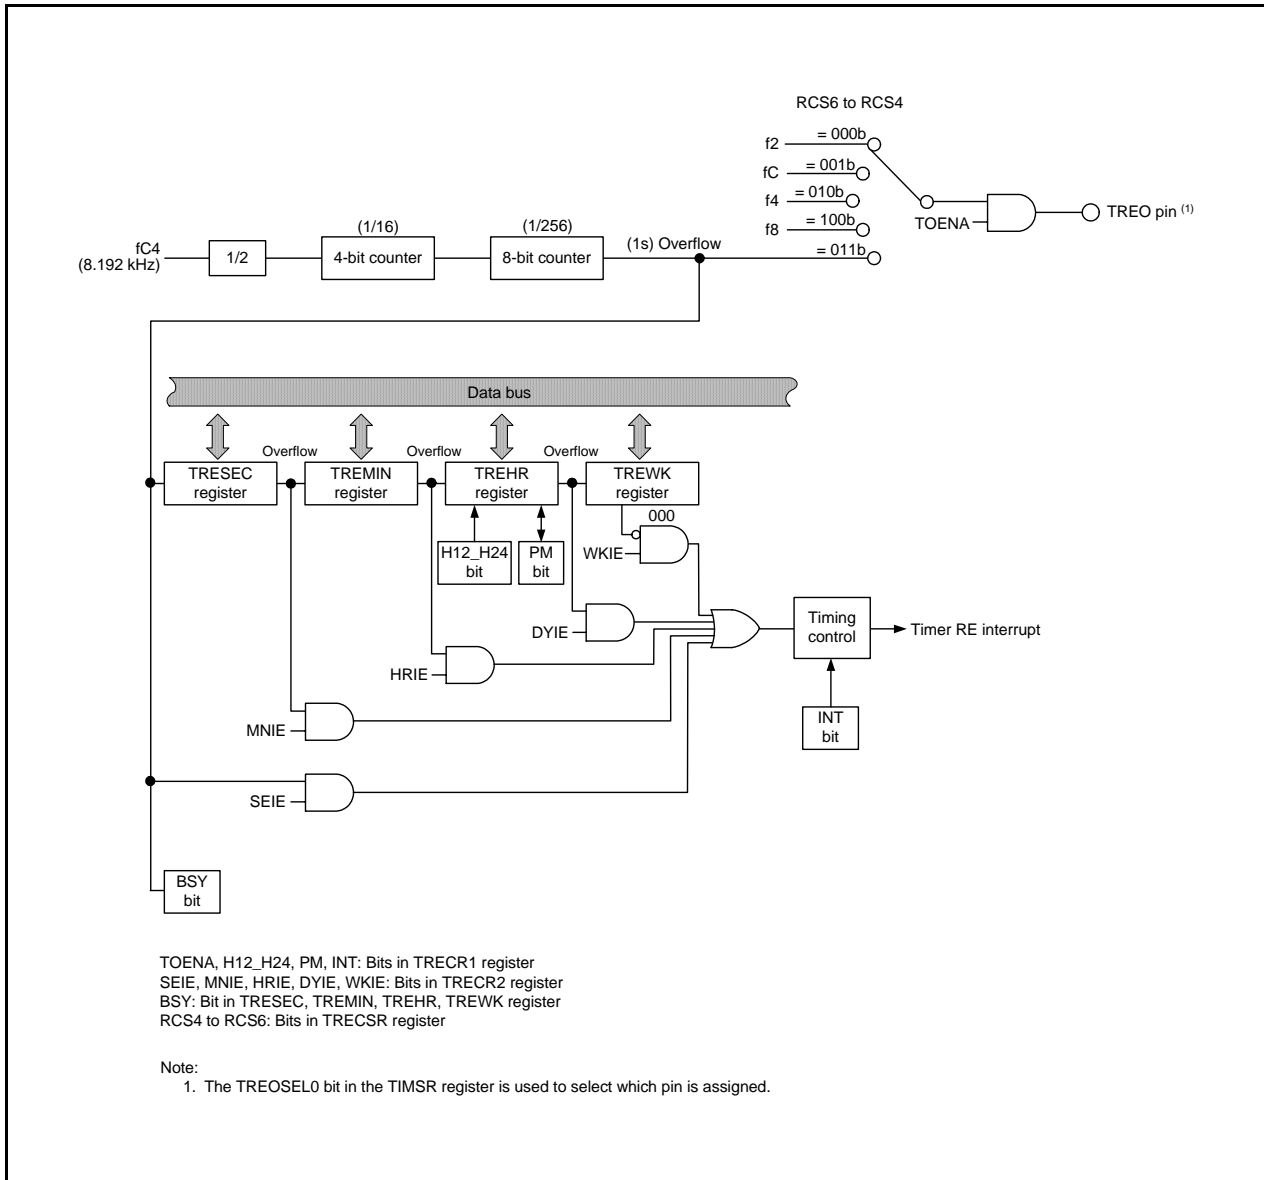 RCS6 to RCS4
f2
= 000b
fC
= 001b
f4
= 010b
f8
= 100b
= 011b
TOENA
TREO pin (1)
fC4
(8.192 kHz)
1/2
(1/16)
4-bit counter
(1/256)
8-bit counter
(1s) Overflow
Data bus
TRESEC
register
Overflow
TREMIN
register
Overflow
TREHR
register
Overflow
TREWK
register
000
H12_H24
bit
PM
bit
WKIE
DYIE
HRIE
MNIE
SEIE
Timing
control
Timer RE interrupt
INT
bit
BSY
bit
TOENA, H12_H24, PM, INT: Bits in TRECR1 register
SEIE, MNIE, HRIE, DYIE, WKIE: Bits in TRECR2 register
BSY: Bit in TRESEC, TREMIN, TREHR, TREWK register
RCS4 to RCS6: Bits in TRECSR register
Note:
1. The TREOSEL0 bit in the TIMSR register is used to select which pin is assigned.